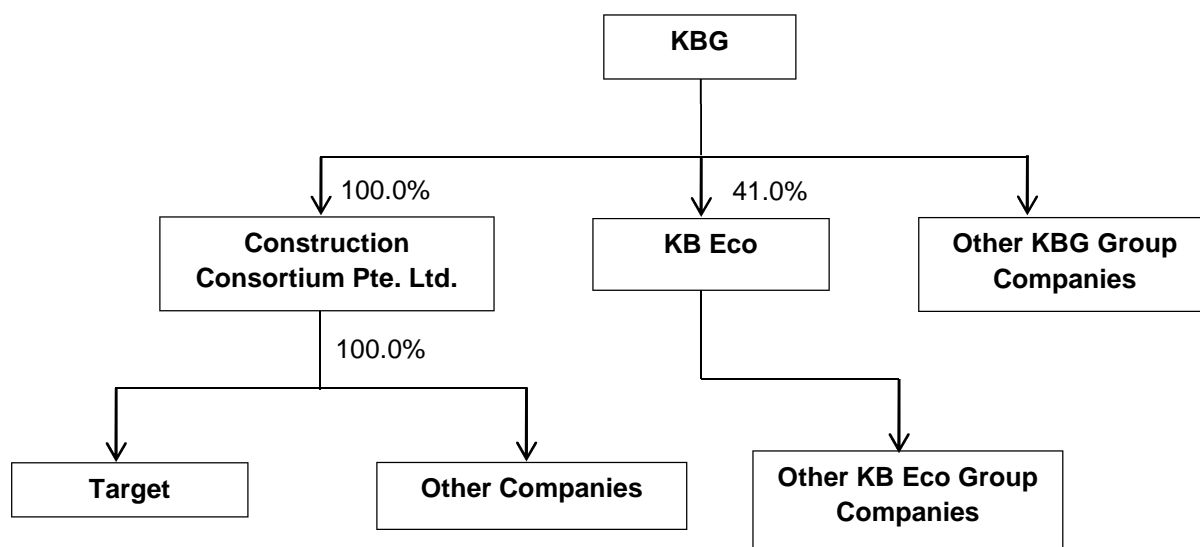 KBG
100.0%
41.0%
Construction
Consortium Pte. Ltd.
KB Eco
Other KBG Group
Companies
100.0%
Target
Other Companies
Other KB Eco Group
Companies